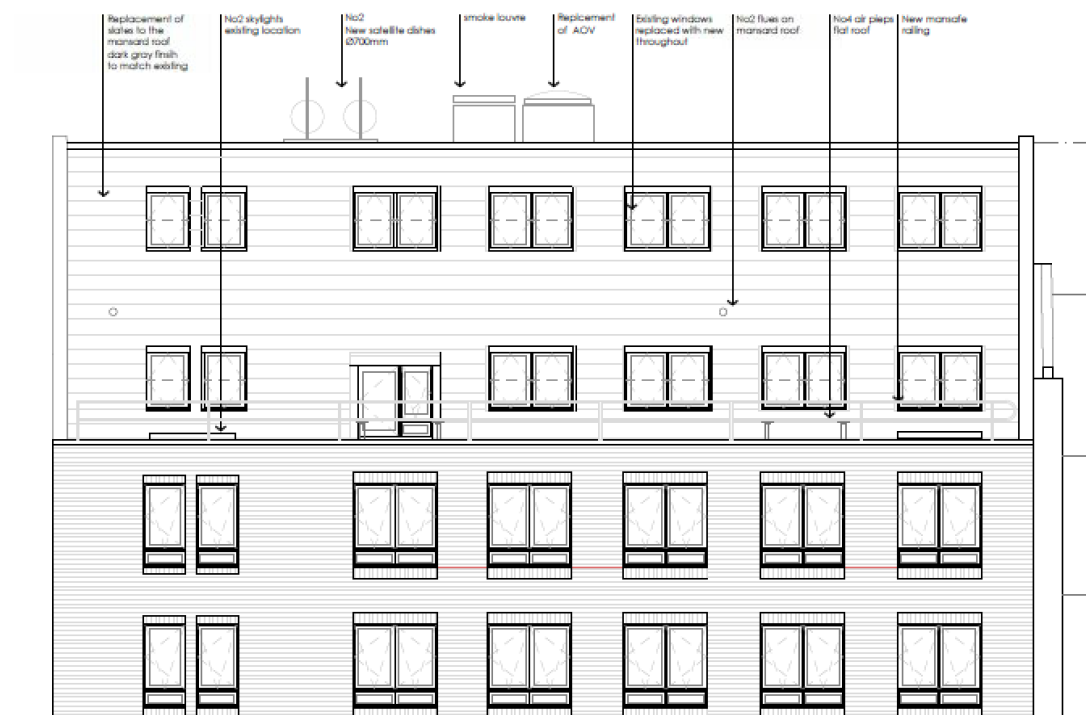 Replacement of
slates to the
mansard roof
dark gray finsih
to match existing
No2 skylights
existing location
No2
New satellite dishes
Ø700mm
smoke louvre
Replcement
of AOV
Existing windows
replaced with new
throughout
No2 flues on
mansard roof
No4 air pieps
flat roof
New mansafe
railing